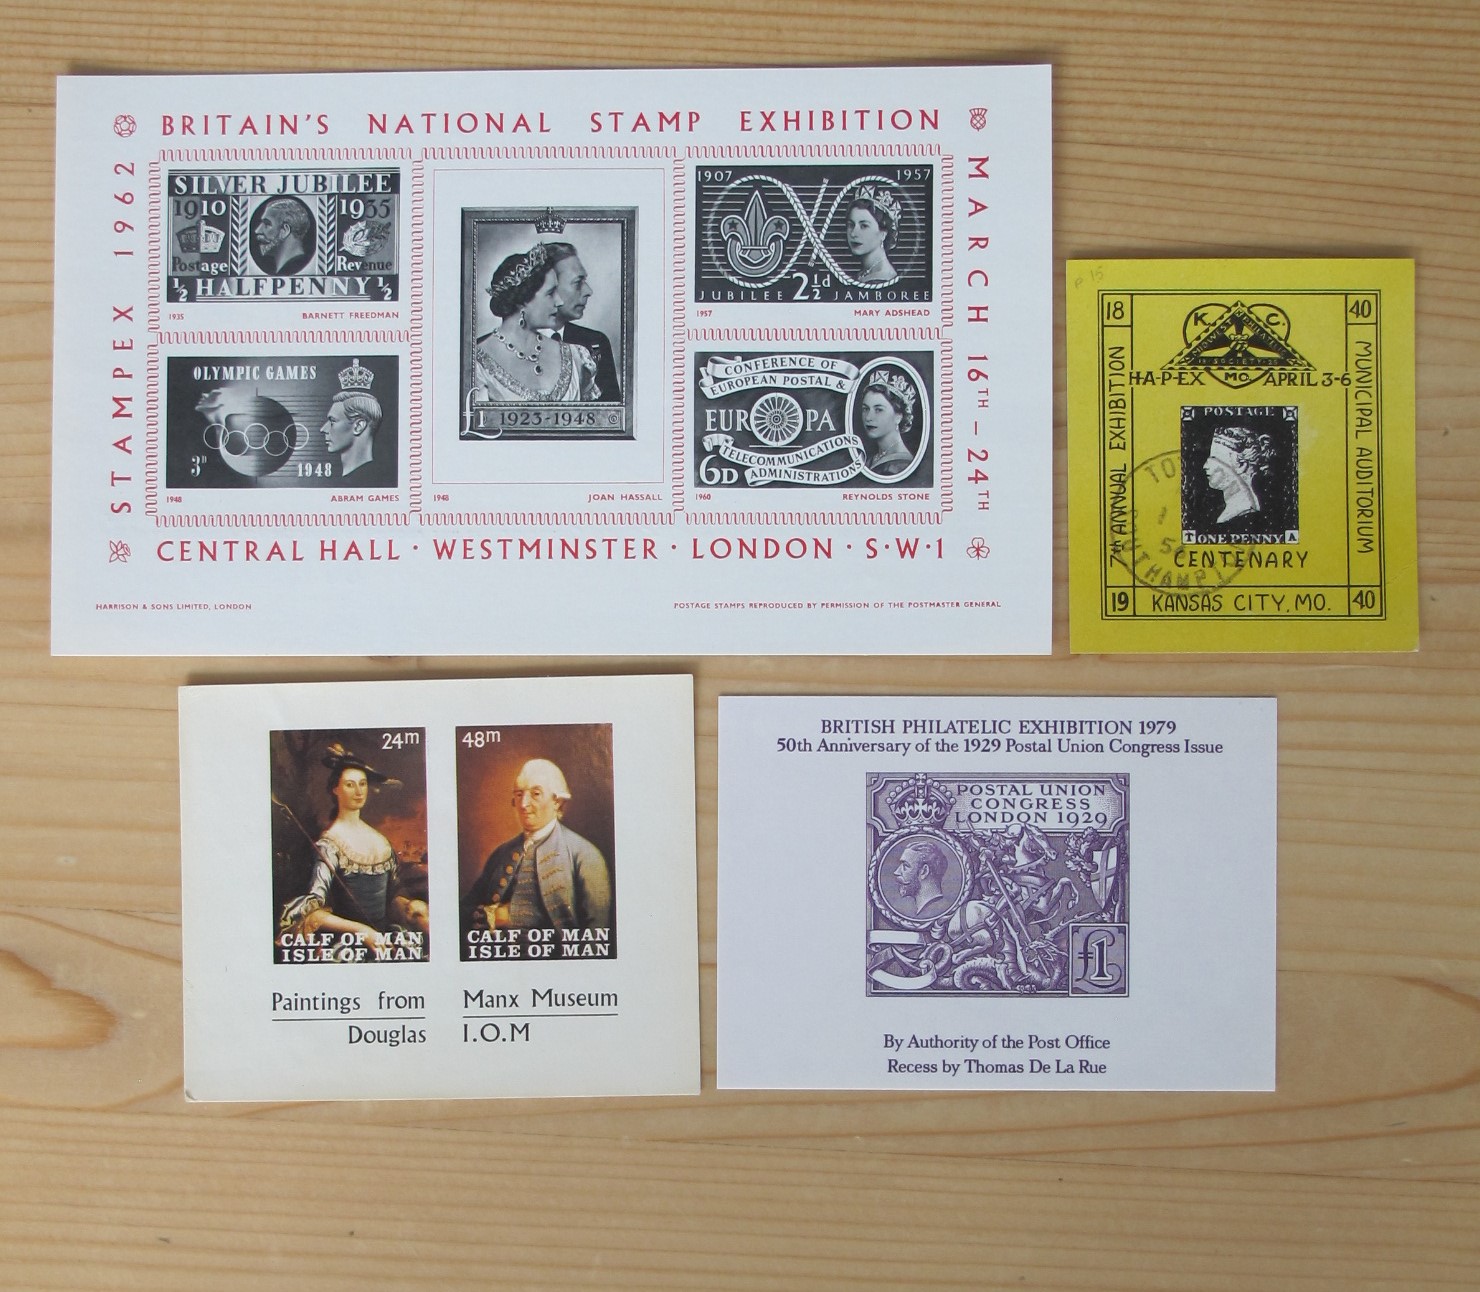 BRITAIN'S NATIONAL STAMP EXHIBITION
STAMPEX 1962
MARCH 16TH - 24TH
SILVER JUBILEE
1910 1935
Postage Revenue
½ HALFPENNY ½
1935 BARNETT FREEDMAN
OLYMPIC GAMES
3D 1948
1948 ABRAM GAMES
£1 1923-1948
1948 JOAN HASSALL
1907 1957
2½d
JUBILEE JAMBOREE
1957 MARY ADSHEAD
CONFERENCE OF
EUROPEAN POSTAL &
EUROPA
TELECOMMUNICATIONS
ADMINISTRATIONS
6D
1960 REYNOLDS STONE
CENTRAL HALL · WESTMINSTER · LONDON · S·W·1
HARRISON & SONS LIMITED, LONDON
POSTAGE STAMPS REPRODUCED BY PERMISSION OF THE POSTMASTER GENERAL
P 15
18 40
K. C.
SOCIETY
HA-P-EX MO. APRIL 3-6
7th ANNUAL EXHIBITION
MUNICIPAL AUDITORIUM
POSTAGE
T ONE PENNY A
CENTENARY
19 KANSAS CITY, MO. 40
24m
CALF OF MAN
ISLE OF MAN
48m
CALF OF MAN
ISLE OF MAN
Paintings from Manx Museum
Douglas I.O.M
BRITISH PHILATELIC EXHIBITION 1979
50th Anniversary of the 1929 Postal Union Congress Issue
POSTAL UNION
CONGRESS
LONDON 1929
£1
By Authority of the Post Office
Recess by Thomas De La Rue